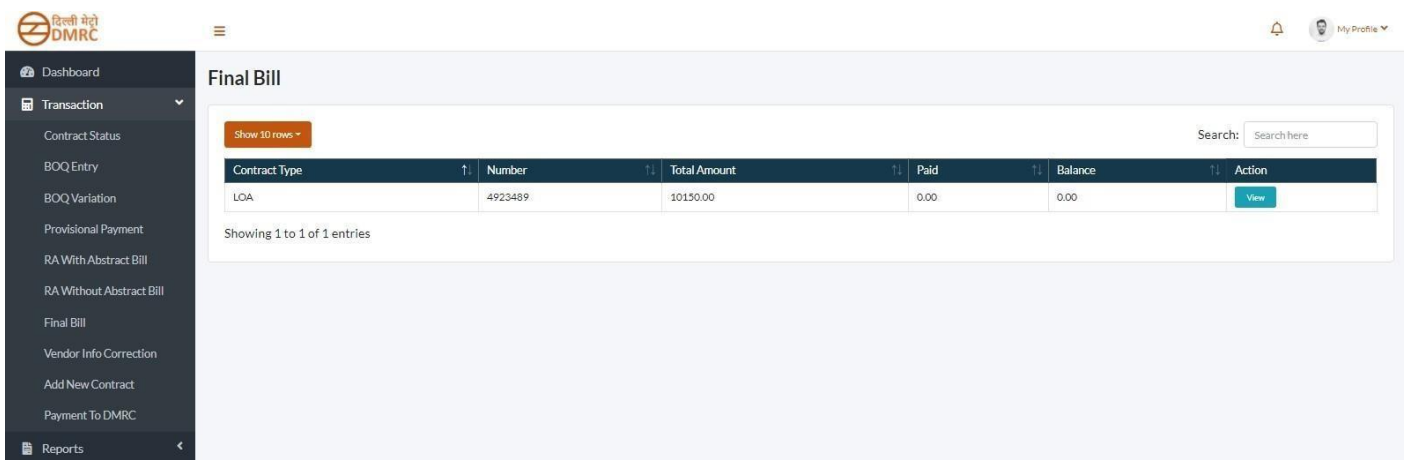 दिल्ली मेट्रो
DMRC
My Profile
Dashboard
Transaction
Contract Status
BOQ Entry
BOQ Variation
Provisional Payment
RA With Abstract Bill
RA Without Abstract Bill
Final Bill
Vendor Info Correction
Add New Contract
Payment To DMRC
Reports
Final Bill
Show 10 rows
Search: Search here
Contract Type Number Total Amount Paid Balance Action
LOA 4923489 10150.00 0.00 0.00 View
Showing 1 to 1 of 1 entries